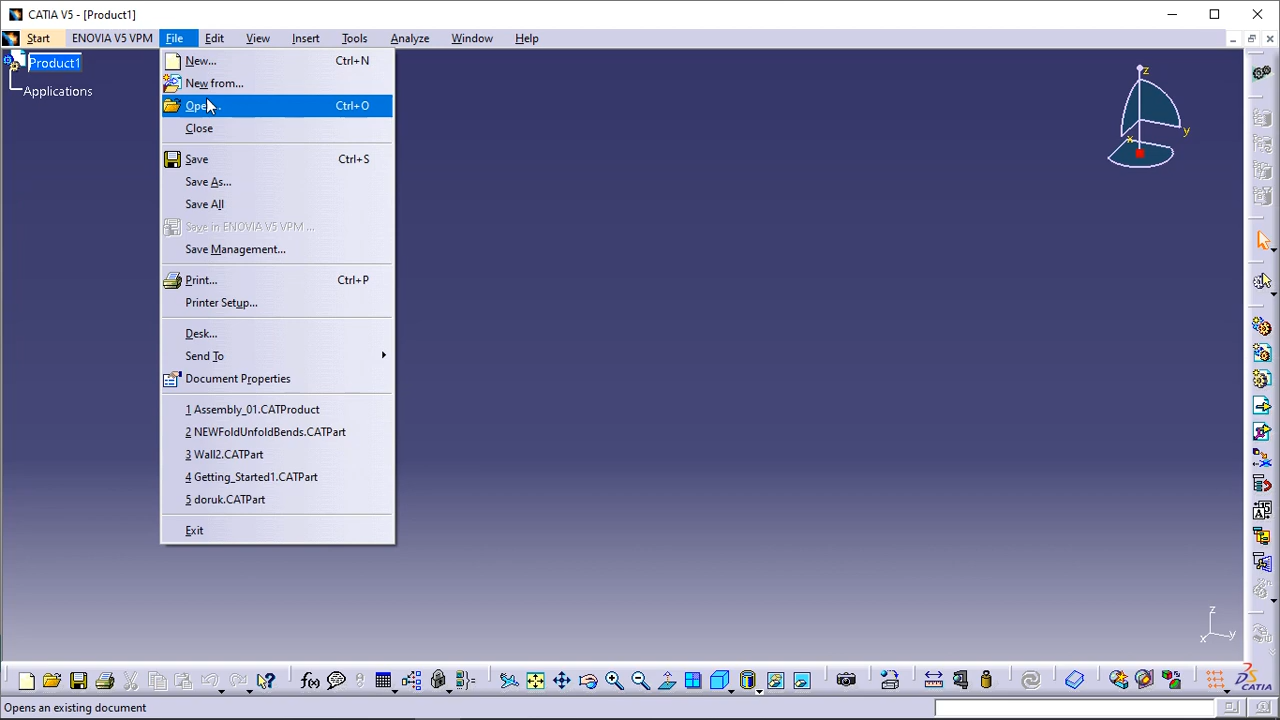 CATIA V5 - [Product1]
Start ENOVIA V5 VPM File Edit View Insert Tools Analyze Window Help
Product1
Applications
New... Ctrl+N
New from...
Ope... Ctrl+O
Close
Save Ctrl+S
Save As...
Save All
Save in ENOVIA V5 VPM ...
Save Management...
Print... Ctrl+P
Printer Setup...
Desk...
Send To
Document Properties
1 Assembly_01.CATProduct
2 NEWFoldUnfoldBends.CATPart
3 Wall2.CATPart
4 Getting_Started1.CATPart
5 doruk.CATPart
Exit
z
y
x
z
x y
CATIA
Opens an existing document